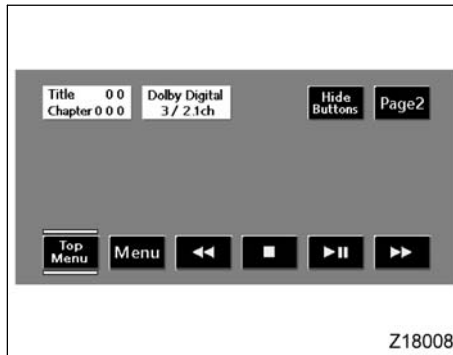 Title 0 0
Chapter 0 0 0
Dolby Digital
3 / 2.1ch
Hide
Buttons
Page2
Top
Menu
Menu
Z18008